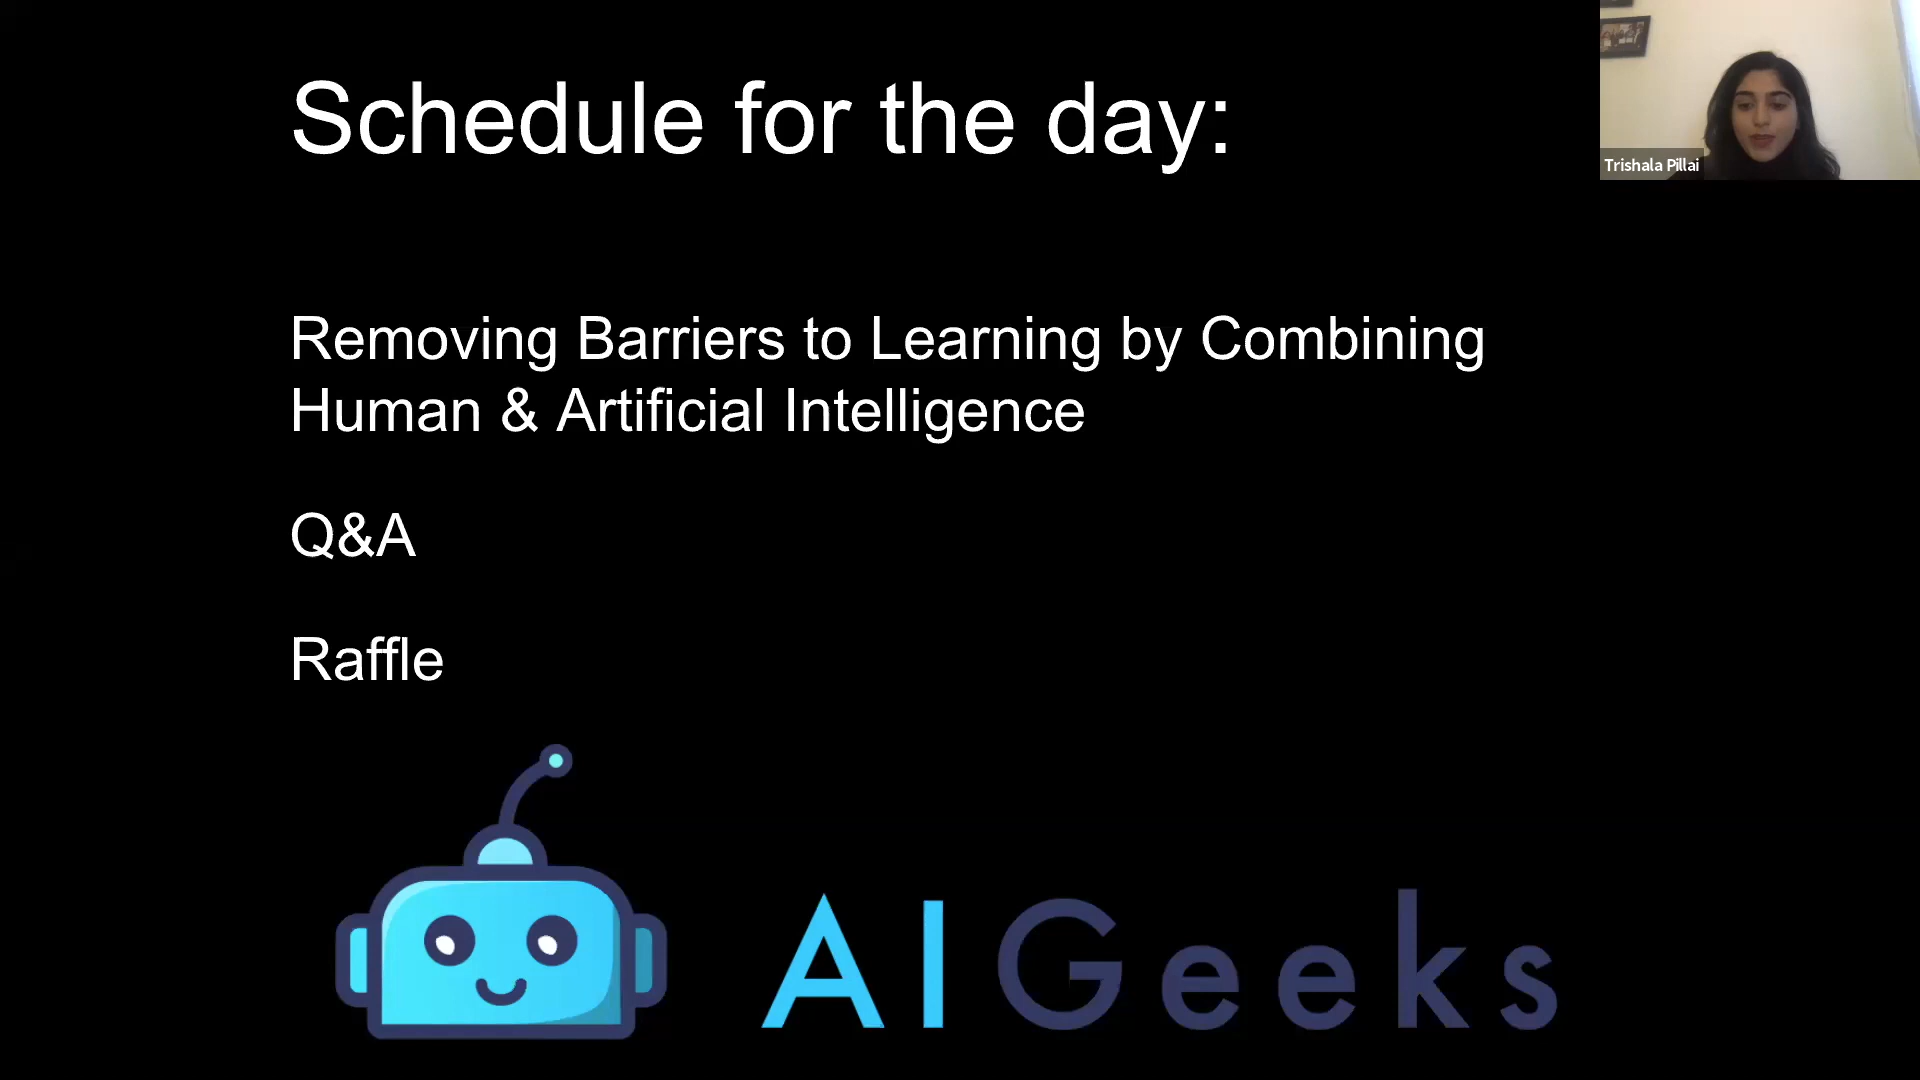 Schedule for the day:
Trishala Pillai
Removing Barriers to Learning by Combining
Human & Artificial Intelligence
Q&A
Raffle
AIGeeks